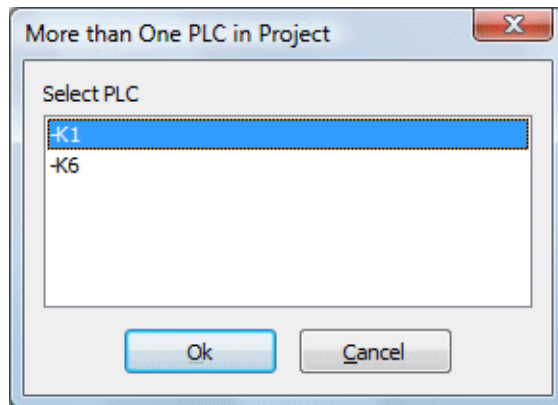 More than One PLC in Project
Select PLC
-K1
-K6
Ok
Cancel